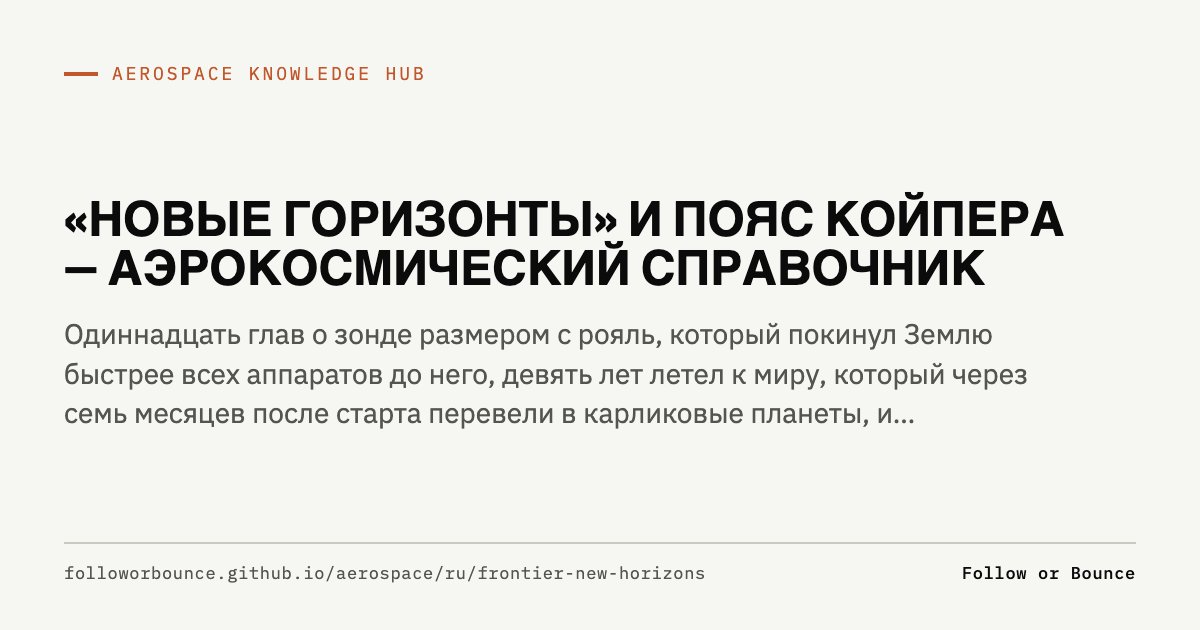 AEROSPACE KNOWLEDGE HUB
«НОВЫЕ ГОРИЗОНТЫ» И ПОЯС КОЙПЕРА
— АЭРОКОСМИЧЕСКИЙ СПРАВОЧНИК
Одиннадцать глав о зонде размером с рояль, который покинул Землю
быстрее всех аппаратов до него, девять лет летел к миру, который через
семь месяцев после старта перевели в карликовые планеты, и...
followorbounce.github.io/aerospace/ru/frontier-new-horizons
Follow or Bounce